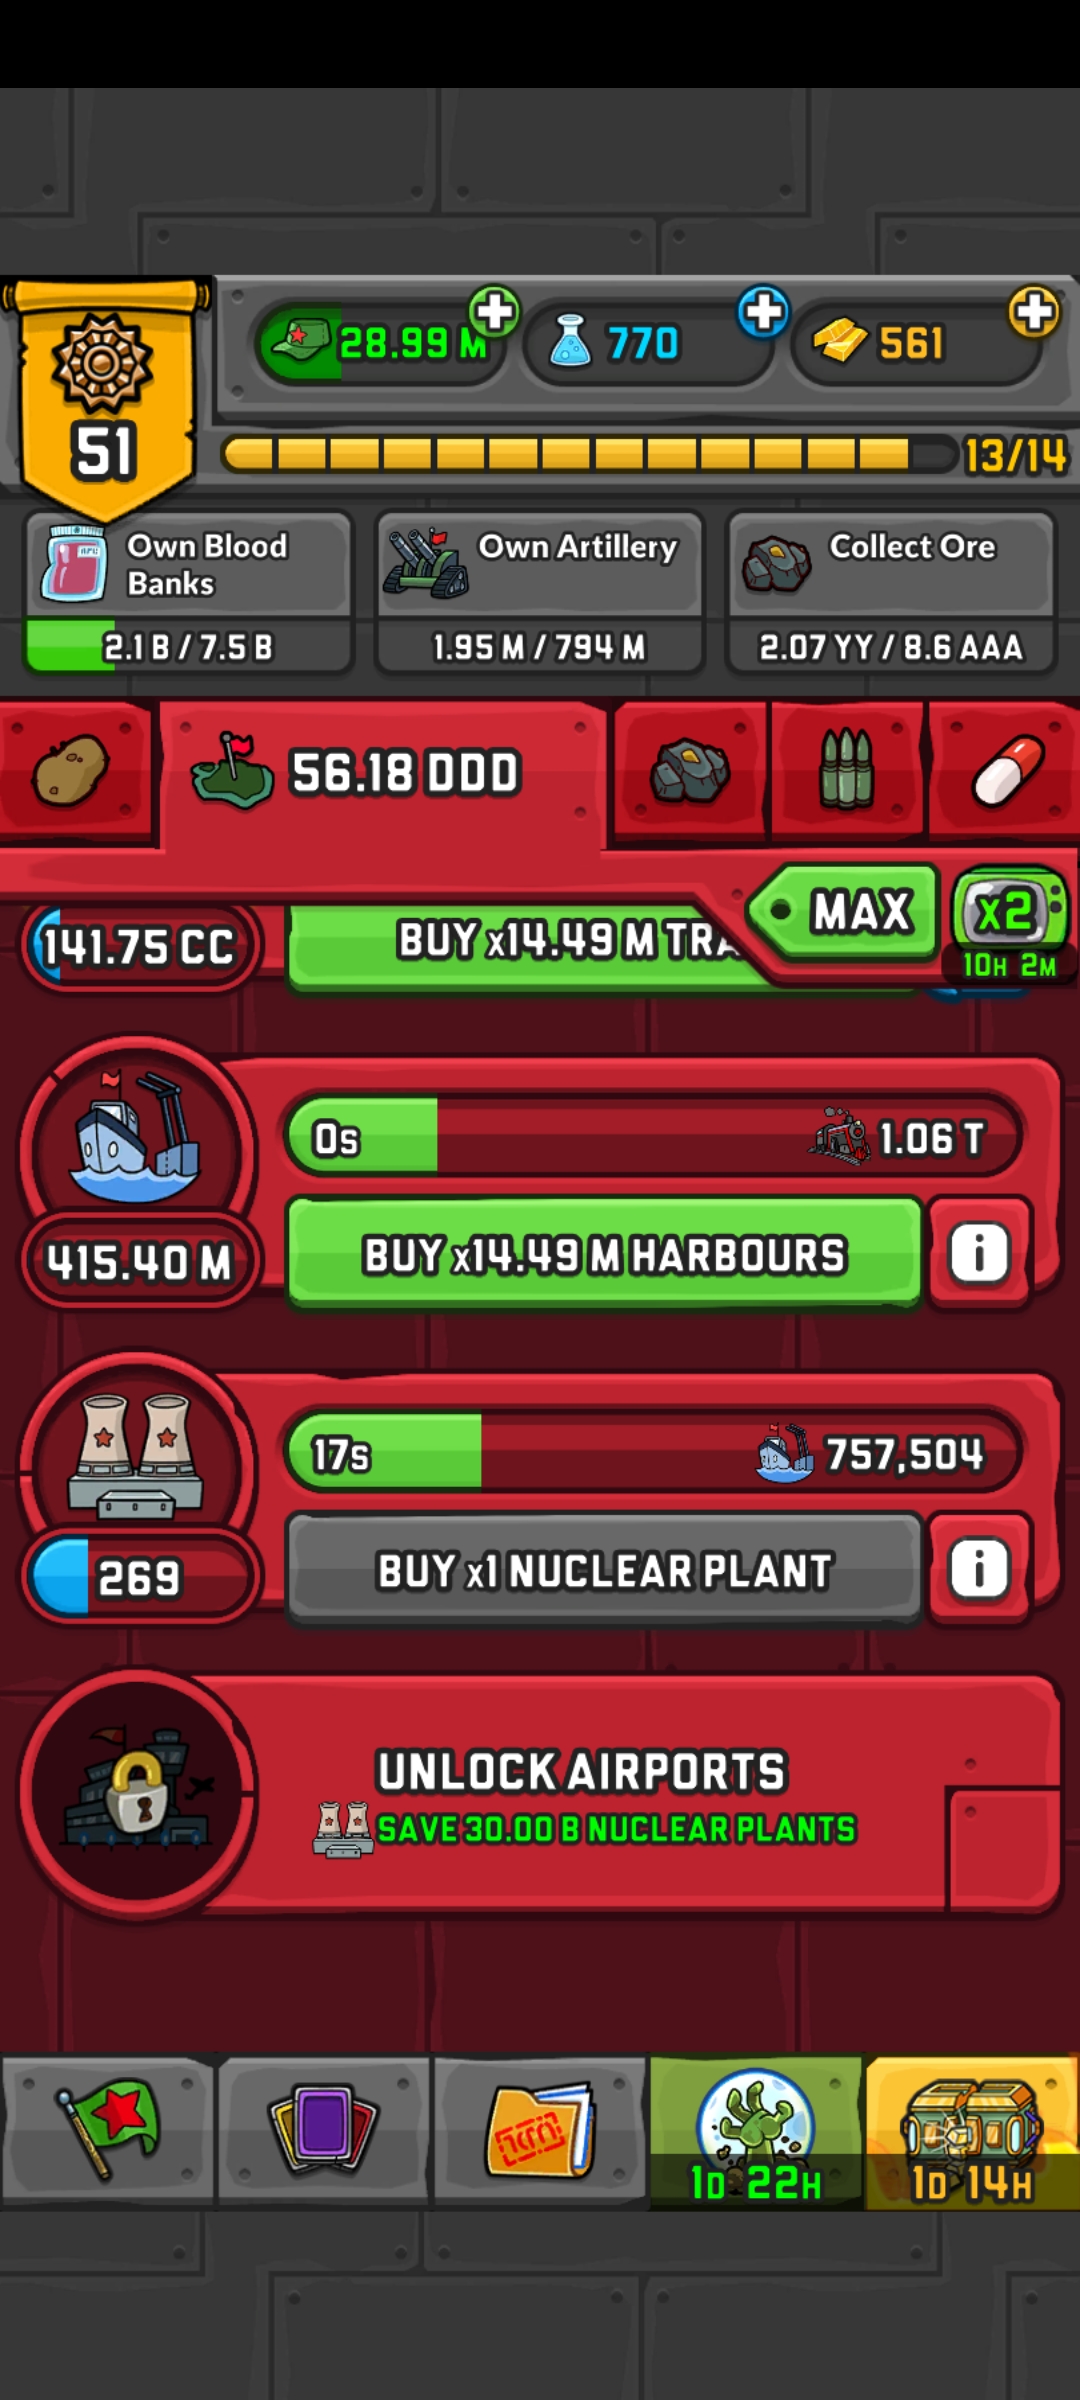 28.99 M
770
561
51
13/14
Own Blood
Banks
Own Artillery
Collect Ore
2.1 B / 7.5 B
1.95 M / 794 M
2.07 YY / 8.6 AAA
56.18 DDD
MAX
x2
10H 2M
141.75 CC
BUY x14.49 M TRA
0s
1.06 T
415.40 M
BUY x14.49 M HARBOURS
i
17s
757,504
269
BUY x1 NUCLEAR PLANT
i
UNLOCK AIRPORTS
SAVE 30.00 B NUCLEAR PLANTS
1D 22H
1D 14H